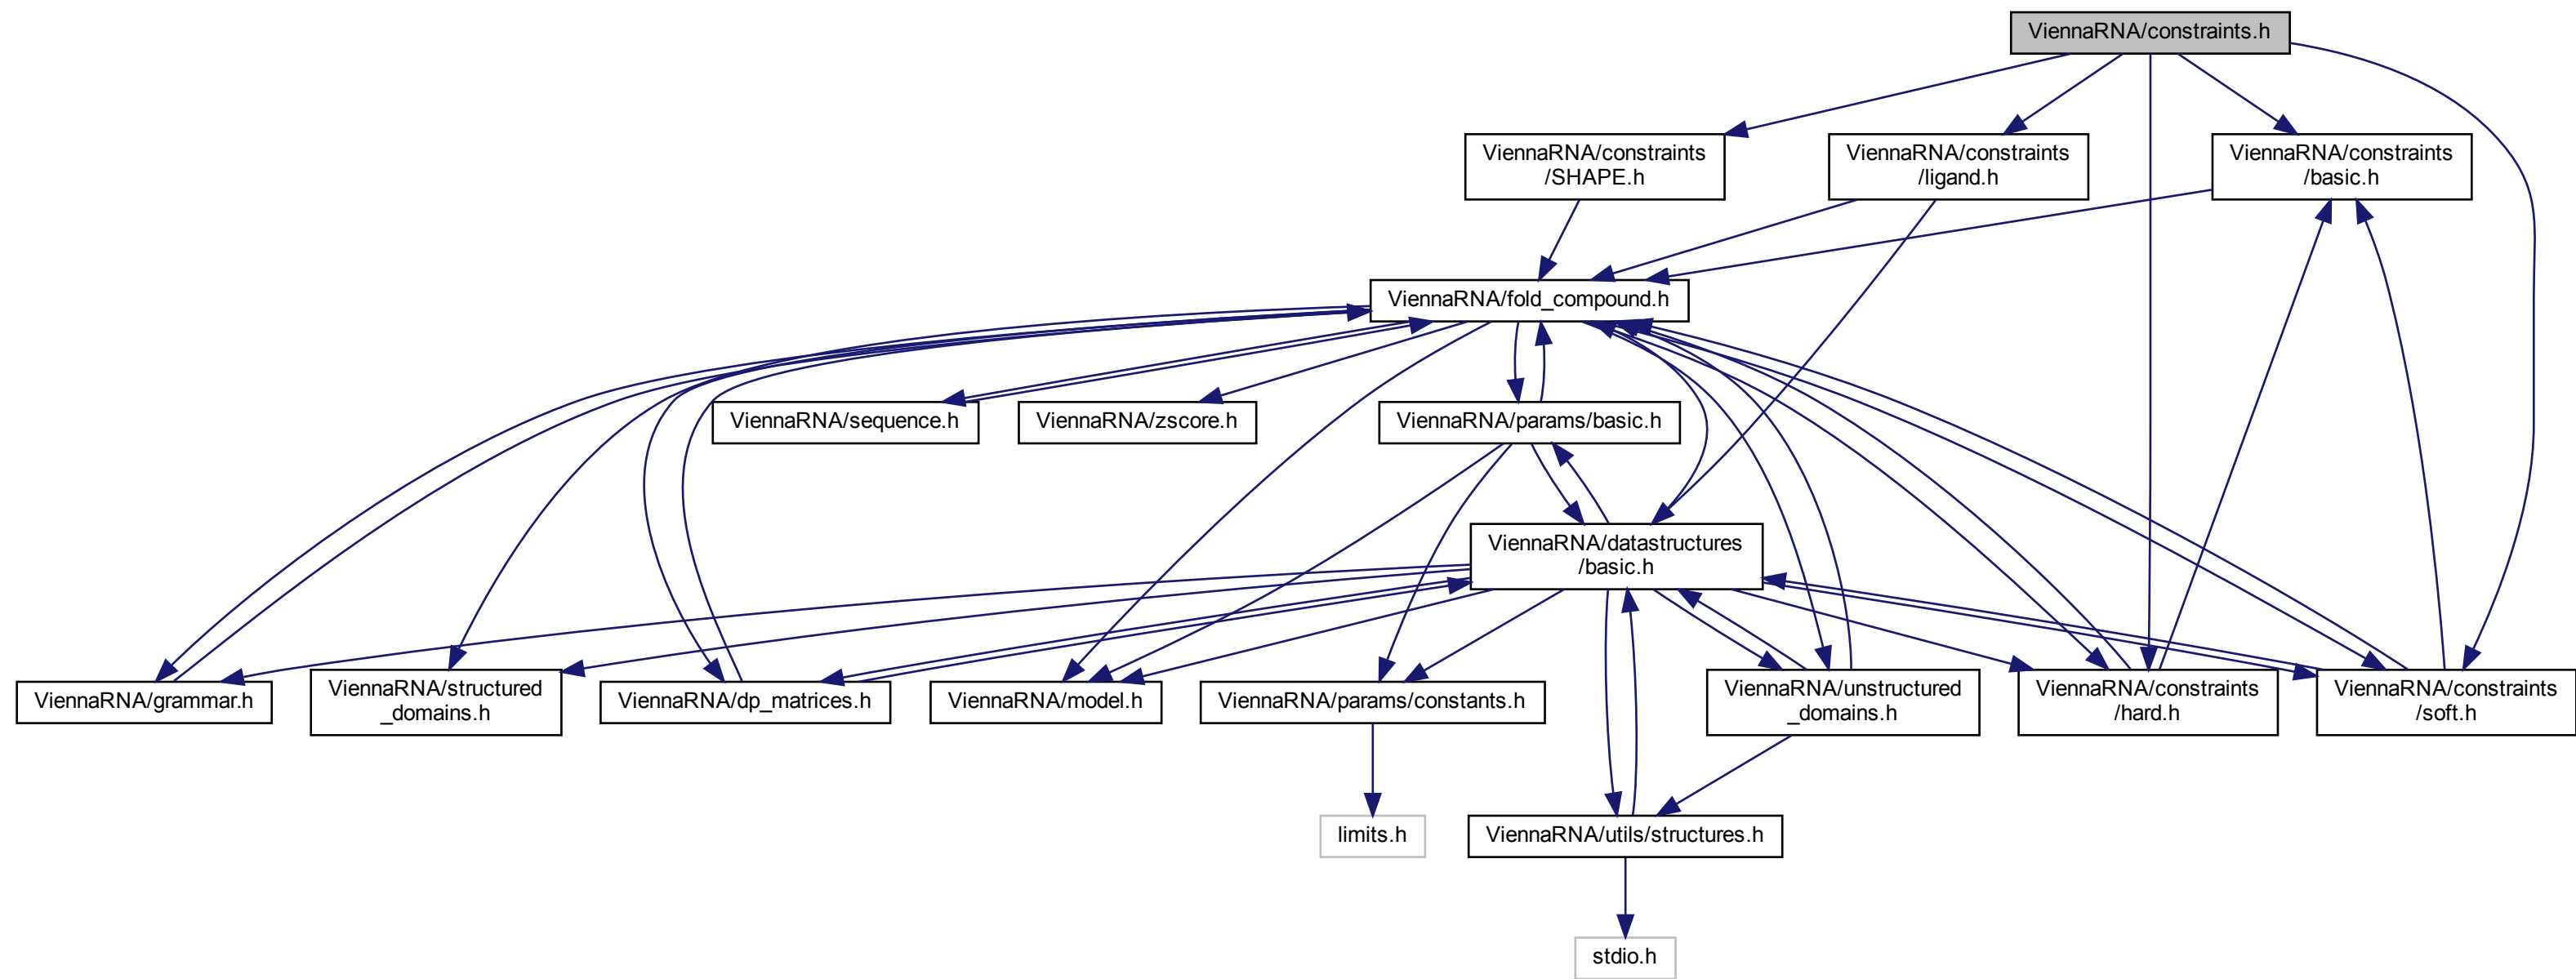 ViennaRNA/constraints.h
ViennaRNA/constraints
/SHAPE.h
ViennaRNA/constraints
/ligand.h
ViennaRNA/constraints
/basic.h
ViennaRNA/fold_compound.h
ViennaRNA/sequence.h
ViennaRNA/zscore.h
ViennaRNA/params/basic.h
ViennaRNA/datastructures
/basic.h
ViennaRNA/grammar.h
ViennaRNA/structured
_domains.h
ViennaRNA/dp_matrices.h
ViennaRNA/model.h
ViennaRNA/params/constants.h
ViennaRNA/unstructured
_domains.h
ViennaRNA/constraints
/hard.h
ViennaRNA/constraints
/soft.h
limits.h
ViennaRNA/utils/structures.h
stdio.h